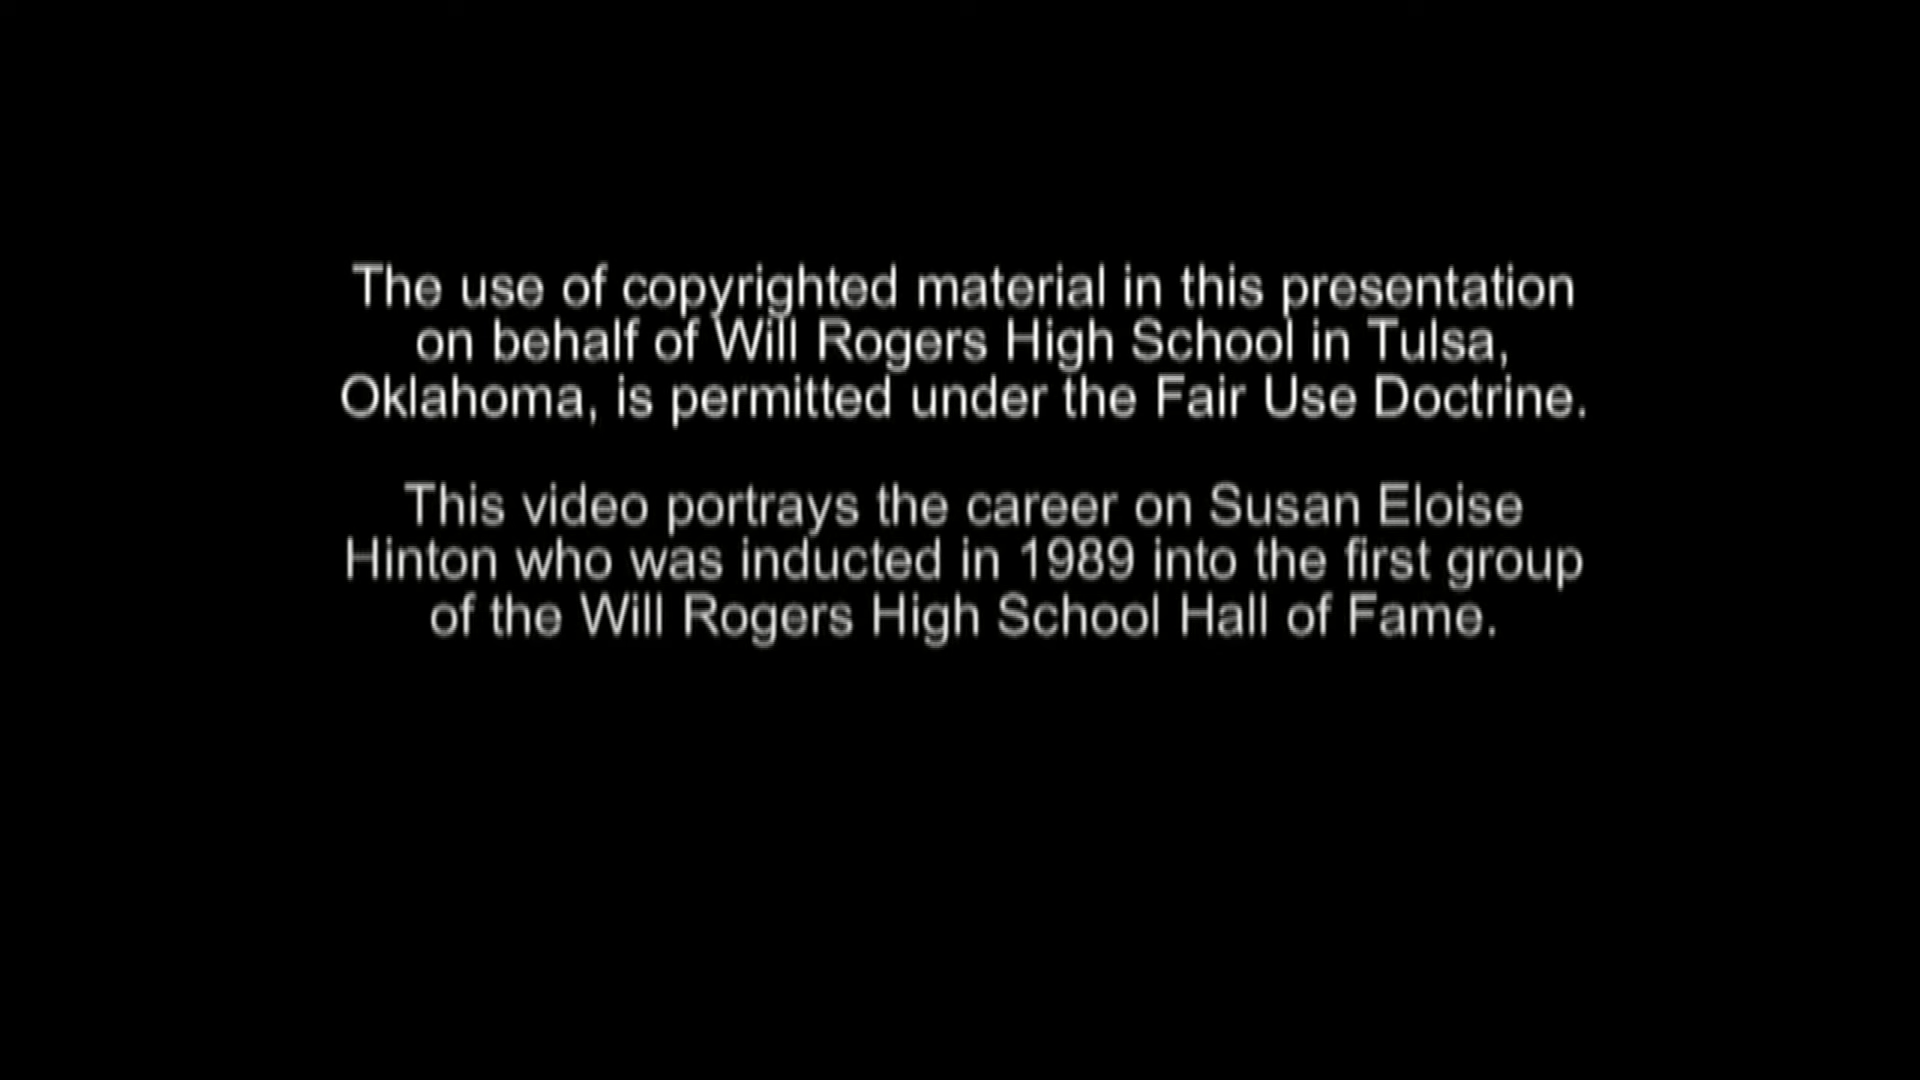 The use of copyrighted material in this presentation
on behalf of Will Rogers High School in Tulsa,
Oklahoma, is permitted under the Fair Use Doctrine.
This video portrays the career on Susan Eloise
Hinton who was inducted in 1989 into the first group
of the Will Rogers High School Hall of Fame.